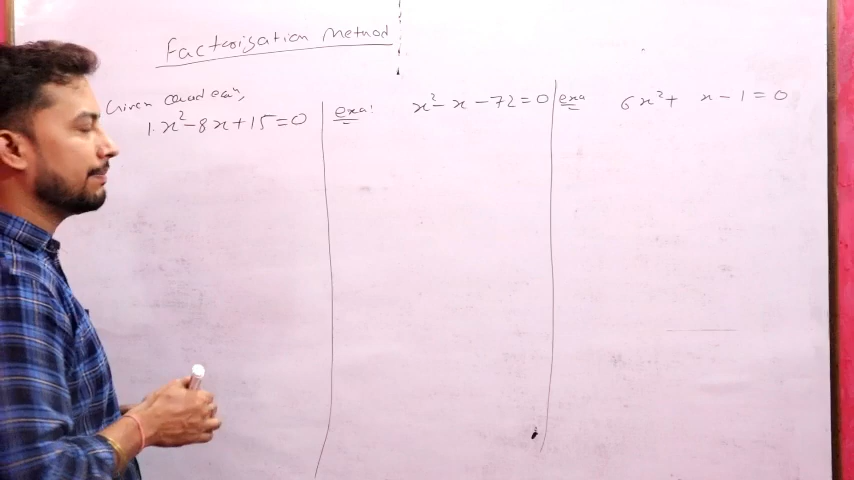 Factorisation Method
Given Quad eqn,
1. x²-8x+15=0
exa:
x²-x-72=0
exa
6x²+ x-1=0